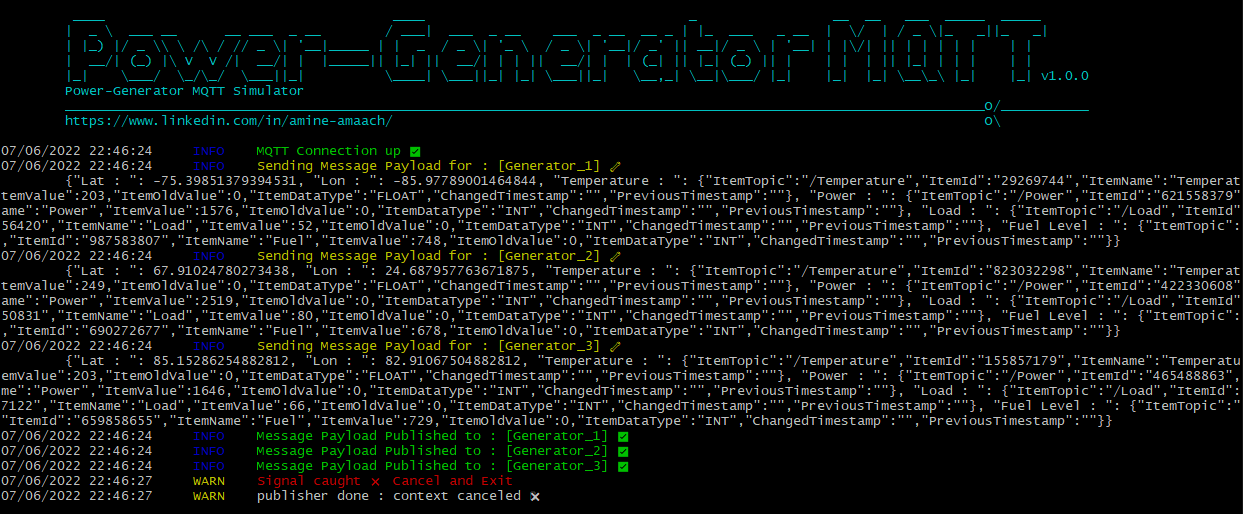 Power-Generator-MQTT v1.0.0
Power-Generator MQTT Simulator
https://www.linkedin.com/in/amine-amaach/
07/06/2022 22:46:24 INFO MQTT Connection up ✅
07/06/2022 22:46:24 INFO Sending Message Payload for : [Generator_1]
{"Lat : ": -75.39851379394531, "Lon : ": -85.97789001464844, "Temperature : ": {"ItemTopic":"/Temperature","ItemId":"29269744","ItemName":"Temperat
temValue":203,"ItemOldValue":0,"ItemDataType":"FLOAT","ChangedTimestamp":"","PreviousTimestamp":""}, "Power : ": {"ItemTopic":"/Power","ItemId":"621558379"
ame":"Power","ItemValue":1576,"ItemOldValue":0,"ItemDataType":"INT","ChangedTimestamp":"","PreviousTimestamp":""}, "Load : ": {"ItemTopic":"/Load","ItemId"
56420","ItemName":"Load","ItemValue":52,"ItemOldValue":0,"ItemDataType":"INT","ChangedTimestamp":"","PreviousTimestamp":""}, "Fuel Level : ": {"ItemTopic":
,"ItemId":"987583807","ItemName":"Fuel","ItemValue":748,"ItemOldValue":0,"ItemDataType":"INT","ChangedTimestamp":"","PreviousTimestamp":""}}
07/06/2022 22:46:24 INFO Sending Message Payload for : [Generator_2]
{"Lat : ": 67.91024780273438, "Lon : ": 24.687957763671875, "Temperature : ": {"ItemTopic":"/Temperature","ItemId":"823032298","ItemName":"Temperat
temValue":249,"ItemOldValue":0,"ItemDataType":"FLOAT","ChangedTimestamp":"","PreviousTimestamp":""}, "Power : ": {"ItemTopic":"/Power","ItemId":"422330608"
ame":"Power","ItemValue":2519,"ItemOldValue":0,"ItemDataType":"INT","ChangedTimestamp":"","PreviousTimestamp":""}, "Load : ": {"ItemTopic":"/Load","ItemId"
50831","ItemName":"Load","ItemValue":80,"ItemOldValue":0,"ItemDataType":"INT","ChangedTimestamp":"","PreviousTimestamp":""}, "Fuel Level : ": {"ItemTopic":
,"ItemId":"690272677","ItemName":"Fuel","ItemValue":678,"ItemOldValue":0,"ItemDataType":"INT","ChangedTimestamp":"","PreviousTimestamp":""}}
07/06/2022 22:46:24 INFO Sending Message Payload for : [Generator_3]
{"Lat : ": 85.15286254882812, "Lon : ": 82.91067504882812, "Temperature : ": {"ItemTopic":"/Temperature","ItemId":"155857179","ItemName":"Temperatu
emValue":203,"ItemOldValue":0,"ItemDataType":"FLOAT","ChangedTimestamp":"","PreviousTimestamp":""}, "Power : ": {"ItemTopic":"/Power","ItemId":"465488863",
me":"Power","ItemValue":1646,"ItemOldValue":0,"ItemDataType":"INT","ChangedTimestamp":"","PreviousTimestamp":""}, "Load : ": {"ItemTopic":"/Load","ItemId":
7122","ItemName":"Load","ItemValue":66,"ItemOldValue":0,"ItemDataType":"INT","ChangedTimestamp":"","PreviousTimestamp":""}, "Fuel Level : ": {"ItemTopic":"
"ItemId":"659858655","ItemName":"Fuel","ItemValue":729,"ItemOldValue":0,"ItemDataType":"INT","ChangedTimestamp":"","PreviousTimestamp":""}}
07/06/2022 22:46:24 INFO Message Payload Published to : [Generator_1] ✅
07/06/2022 22:46:24 INFO Message Payload Published to : [Generator_2] ✅
07/06/2022 22:46:24 INFO Message Payload Published to : [Generator_3] ✅
07/06/2022 22:46:27 WARN Signal caught ❌ Cancel and Exit
07/06/2022 22:46:27 WARN publisher done : context canceled ❎